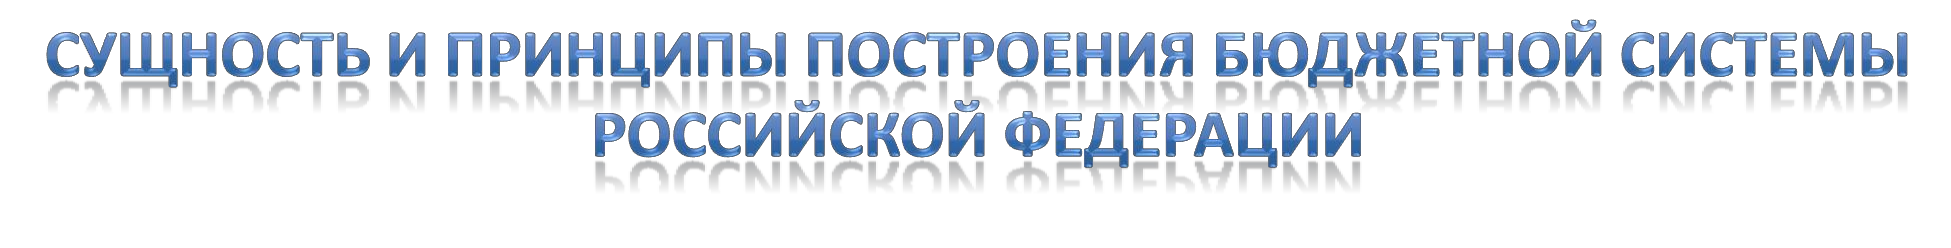 СУЩНОСТЬ И ПРИНЦИПЫ ПОСТРОЕНИЯ БЮДЖЕТНОЙ СИСТЕМЫ
РОССИЙСКОЙ ФЕДЕРАЦИИ